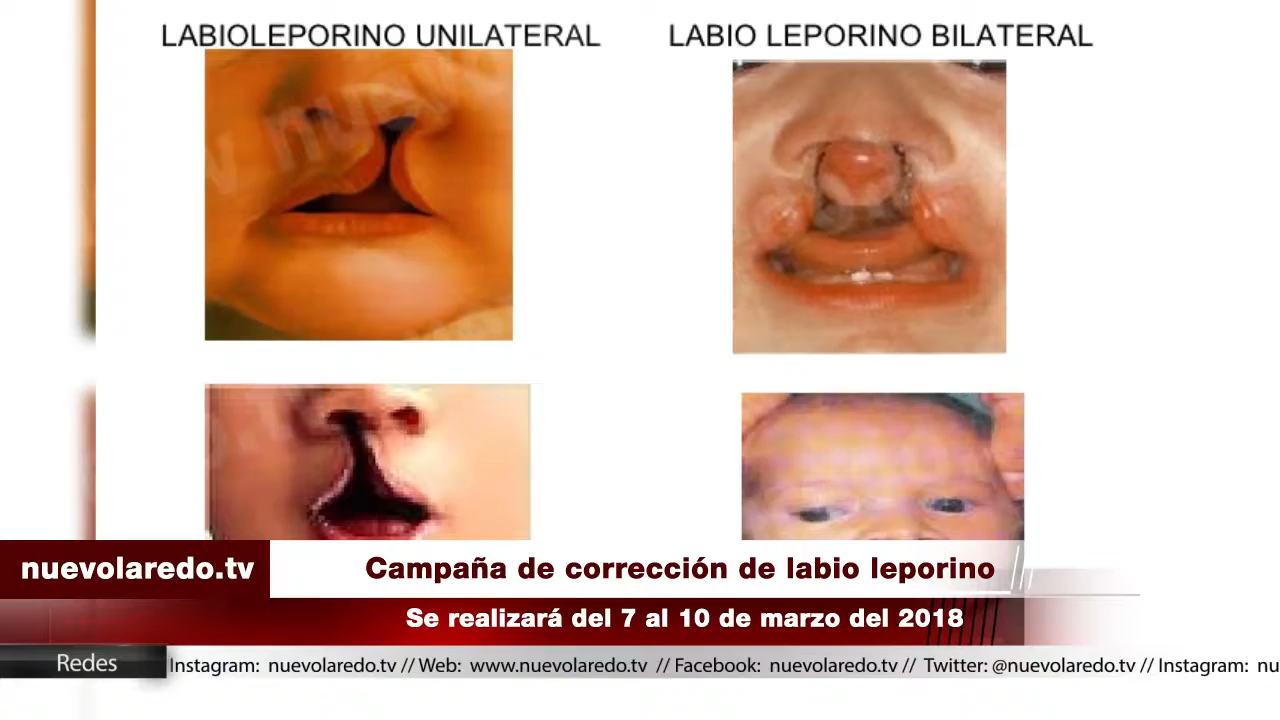 LABIOLEPORINO UNILATERAL
LABIO LEPORINO BILATERAL
nuevolaredo.tv
Campaña de corrección de labio leporino
Se realizará del 7 al 10 de marzo del 2018
Redes
Instagram: nuevolaredo.tv // Web: www.nuevolaredo.tv // Facebook: nuevolaredo.tv // Twitter: @nuevolaredo.tv // Instagram: nu